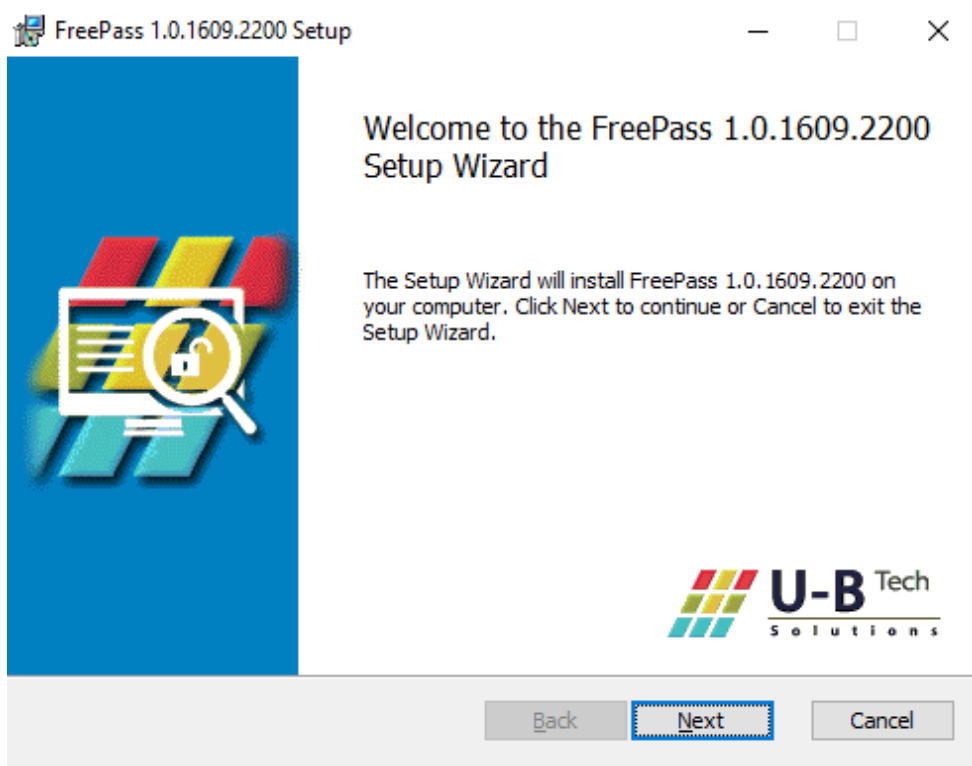 FreePass 1.0.1609.2200 Setup
Welcome to the FreePass 1.0.1609.2200
Setup Wizard
The Setup Wizard will install FreePass 1.0.1609.2200 on
your computer. Click Next to continue or Cancel to exit the
Setup Wizard.
U-B Tech
Solutions
Back Next Cancel